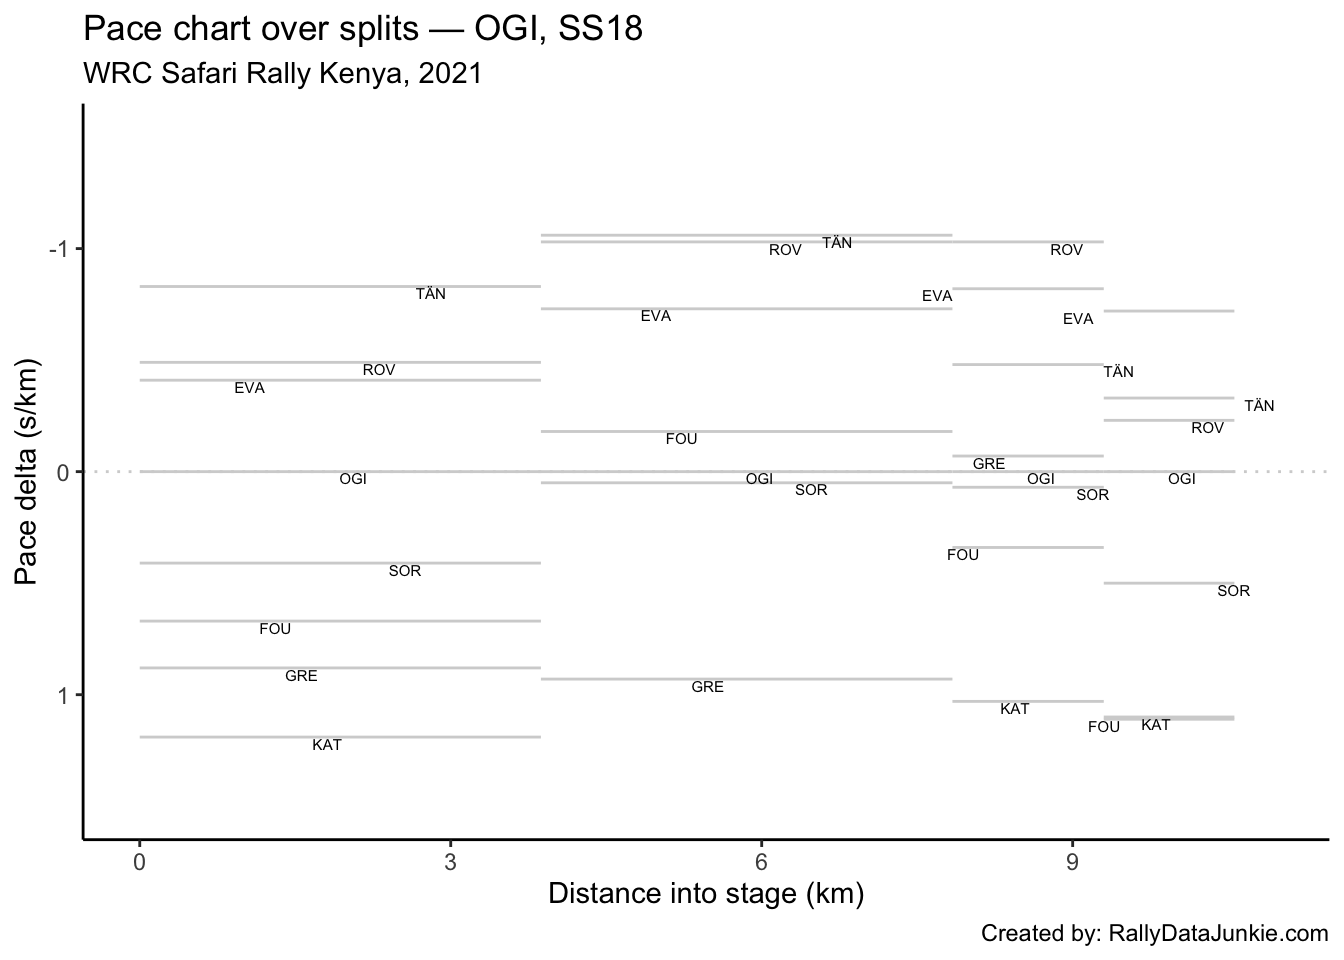 Pace chart over splits — OGI, SS18
WRC Safari Rally Kenya, 2021
Pace delta (s/km)
-1
0
1
TÄN
ROV
EVA
OGI
SOR
FOU
GRE
KAT
TÄN
ROV
EVA
FOU
OGI
SOR
GRE
ROV
EVA
TÄN
GRE
OGI
SOR
FOU
KAT
EVA
TÄN
ROV
OGI
SOR
FOU
KAT
0
3
6
9
Distance into stage (km)
Created by: RallyDataJunkie.com